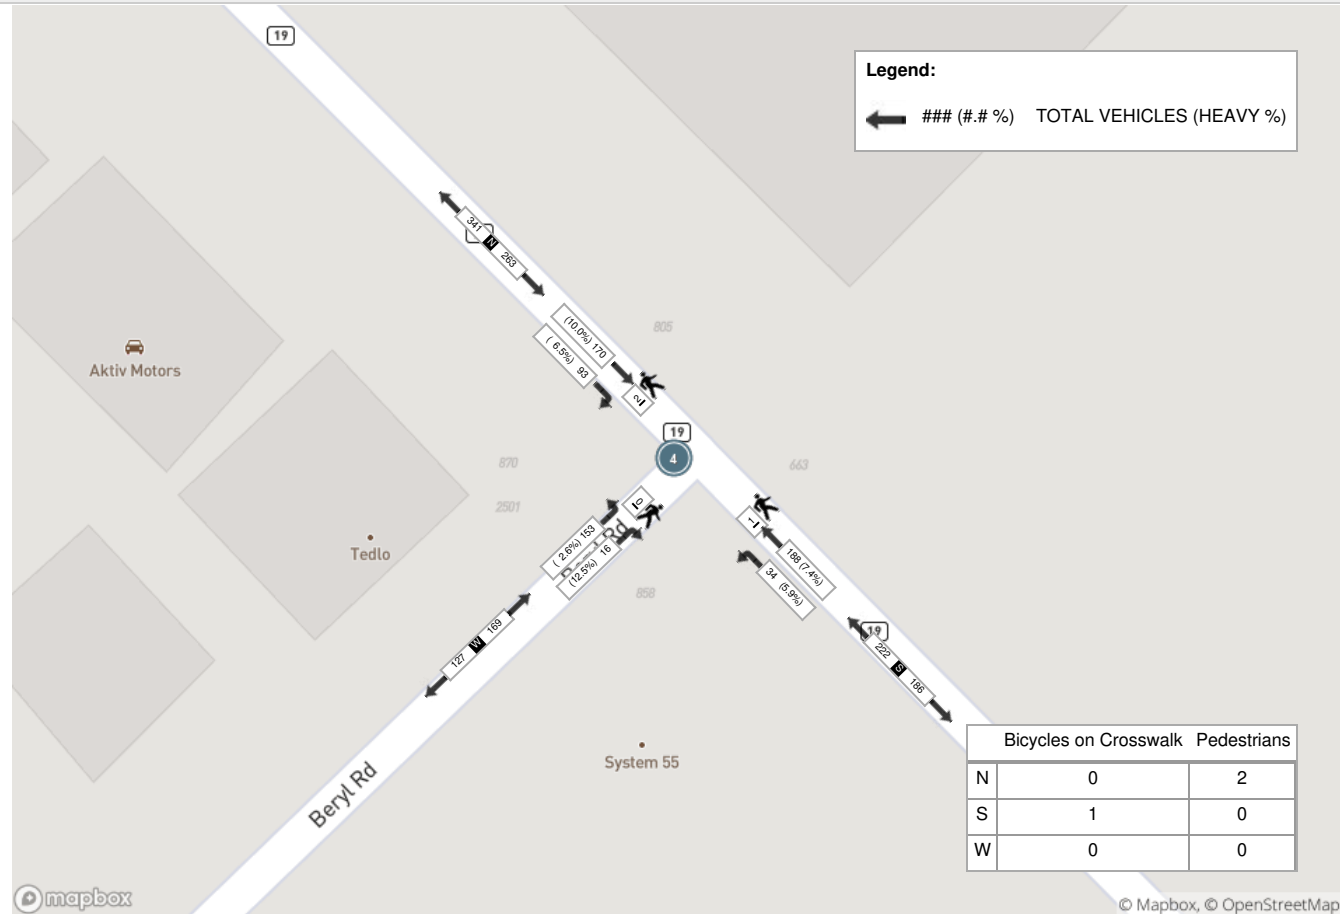 19
Legend:
### (#.# %) TOTAL VEHICLES (HEAVY %)
341 N 263
805
(10.0%) 170
( 6.5%) 93
Aktiv Motors
2
19
4
870
663
2501
0
1
( 2.6%) 153
(12.5%) 16
188 (7.4%)
34 (5.9%)
Tedlo
858
127 W 169
19
222 S 186
System 55
Beryl Rd
Bicycles on Crosswalk Pedestrians
N 0 2
S 1 0
W 0 0
mapbox
© Mapbox, © OpenStreetMap